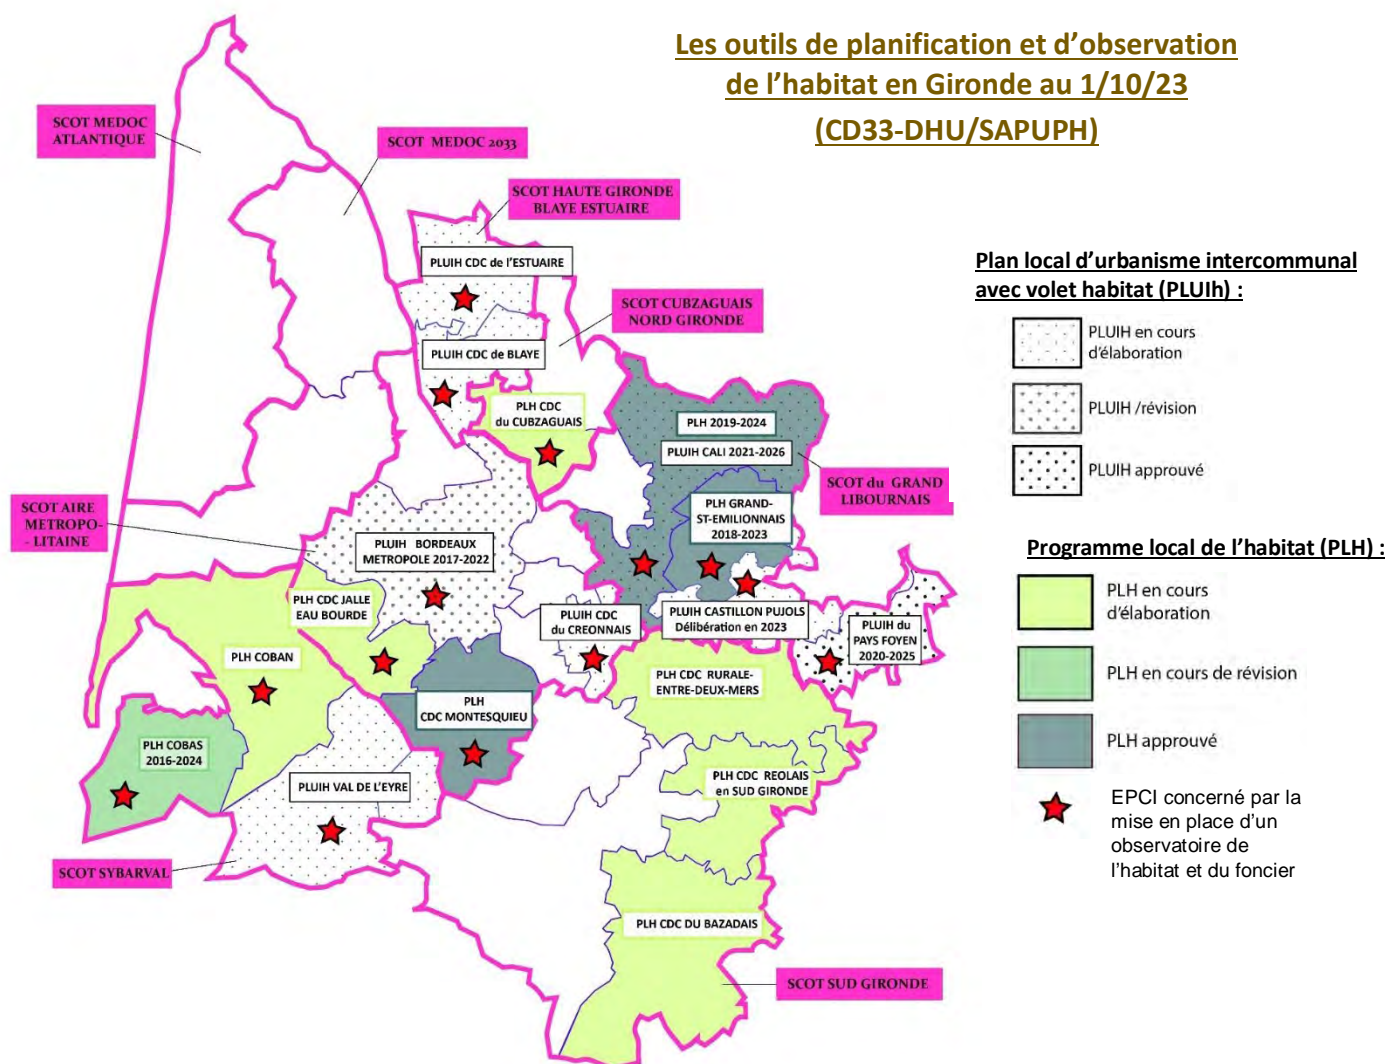 Les outils de planification et d’observation
de l’habitat en Gironde au 1/10/23
(CD33-DHU/SAPUPH)
SCOT MEDOC
ATLANTIQUE
SCOT MEDOC 2033
SCOT HAUTE GIRONDE
BLAYE ESTUAIRE
PLUIH CDC de l'ESTUAIRE
SCOT CUBZAGUAIS
NORD GIRONDE
PLUIH CDC de BLAYE
PLH CDC
du CUBZAGUAIS
PLH 2019-2024
PLUIH CALI 2021-2026
SCOT du GRAND
LIBOURNAIS
PLH GRAND-
ST-EMILIONNAIS
2018-2023
SCOT AIRE
METROPO-
- LITAINE
PLUIH BORDEAUX
METROPOLE 2017-2022
PLH CDC JALLE
EAU BOURDE
PLUIH CDC
du CREONNAIS
PLUIH CASTILLON PUJOLS
Délibération en 2023
PLUIH du
PAYS FOYEN
2020-2025
PLH COBAN
PLH CDC RURALE-
ENTRE-DEUX-MERS
PLH
CDC MONTESQUIEU
PLH COBAS
2016-2024
PLUIH VAL DE L'EYRE
PLH CDC REOLAIS
en SUD GIRONDE
SCOT SYBARVAL
PLH CDC DU BAZADAIS
SCOT SUD GIRONDE
Plan local d’urbanisme intercommunal
avec volet habitat (PLUIh) :
PLUIH en cours
d'élaboration
PLUIH /révision
PLUIH approuvé
Programme local de l’habitat (PLH) :
PLH en cours
d'élaboration
PLH en cours de révision
PLH approuvé
EPCI concerné par la
mise en place d’un
observatoire de
l’habitat et du foncier